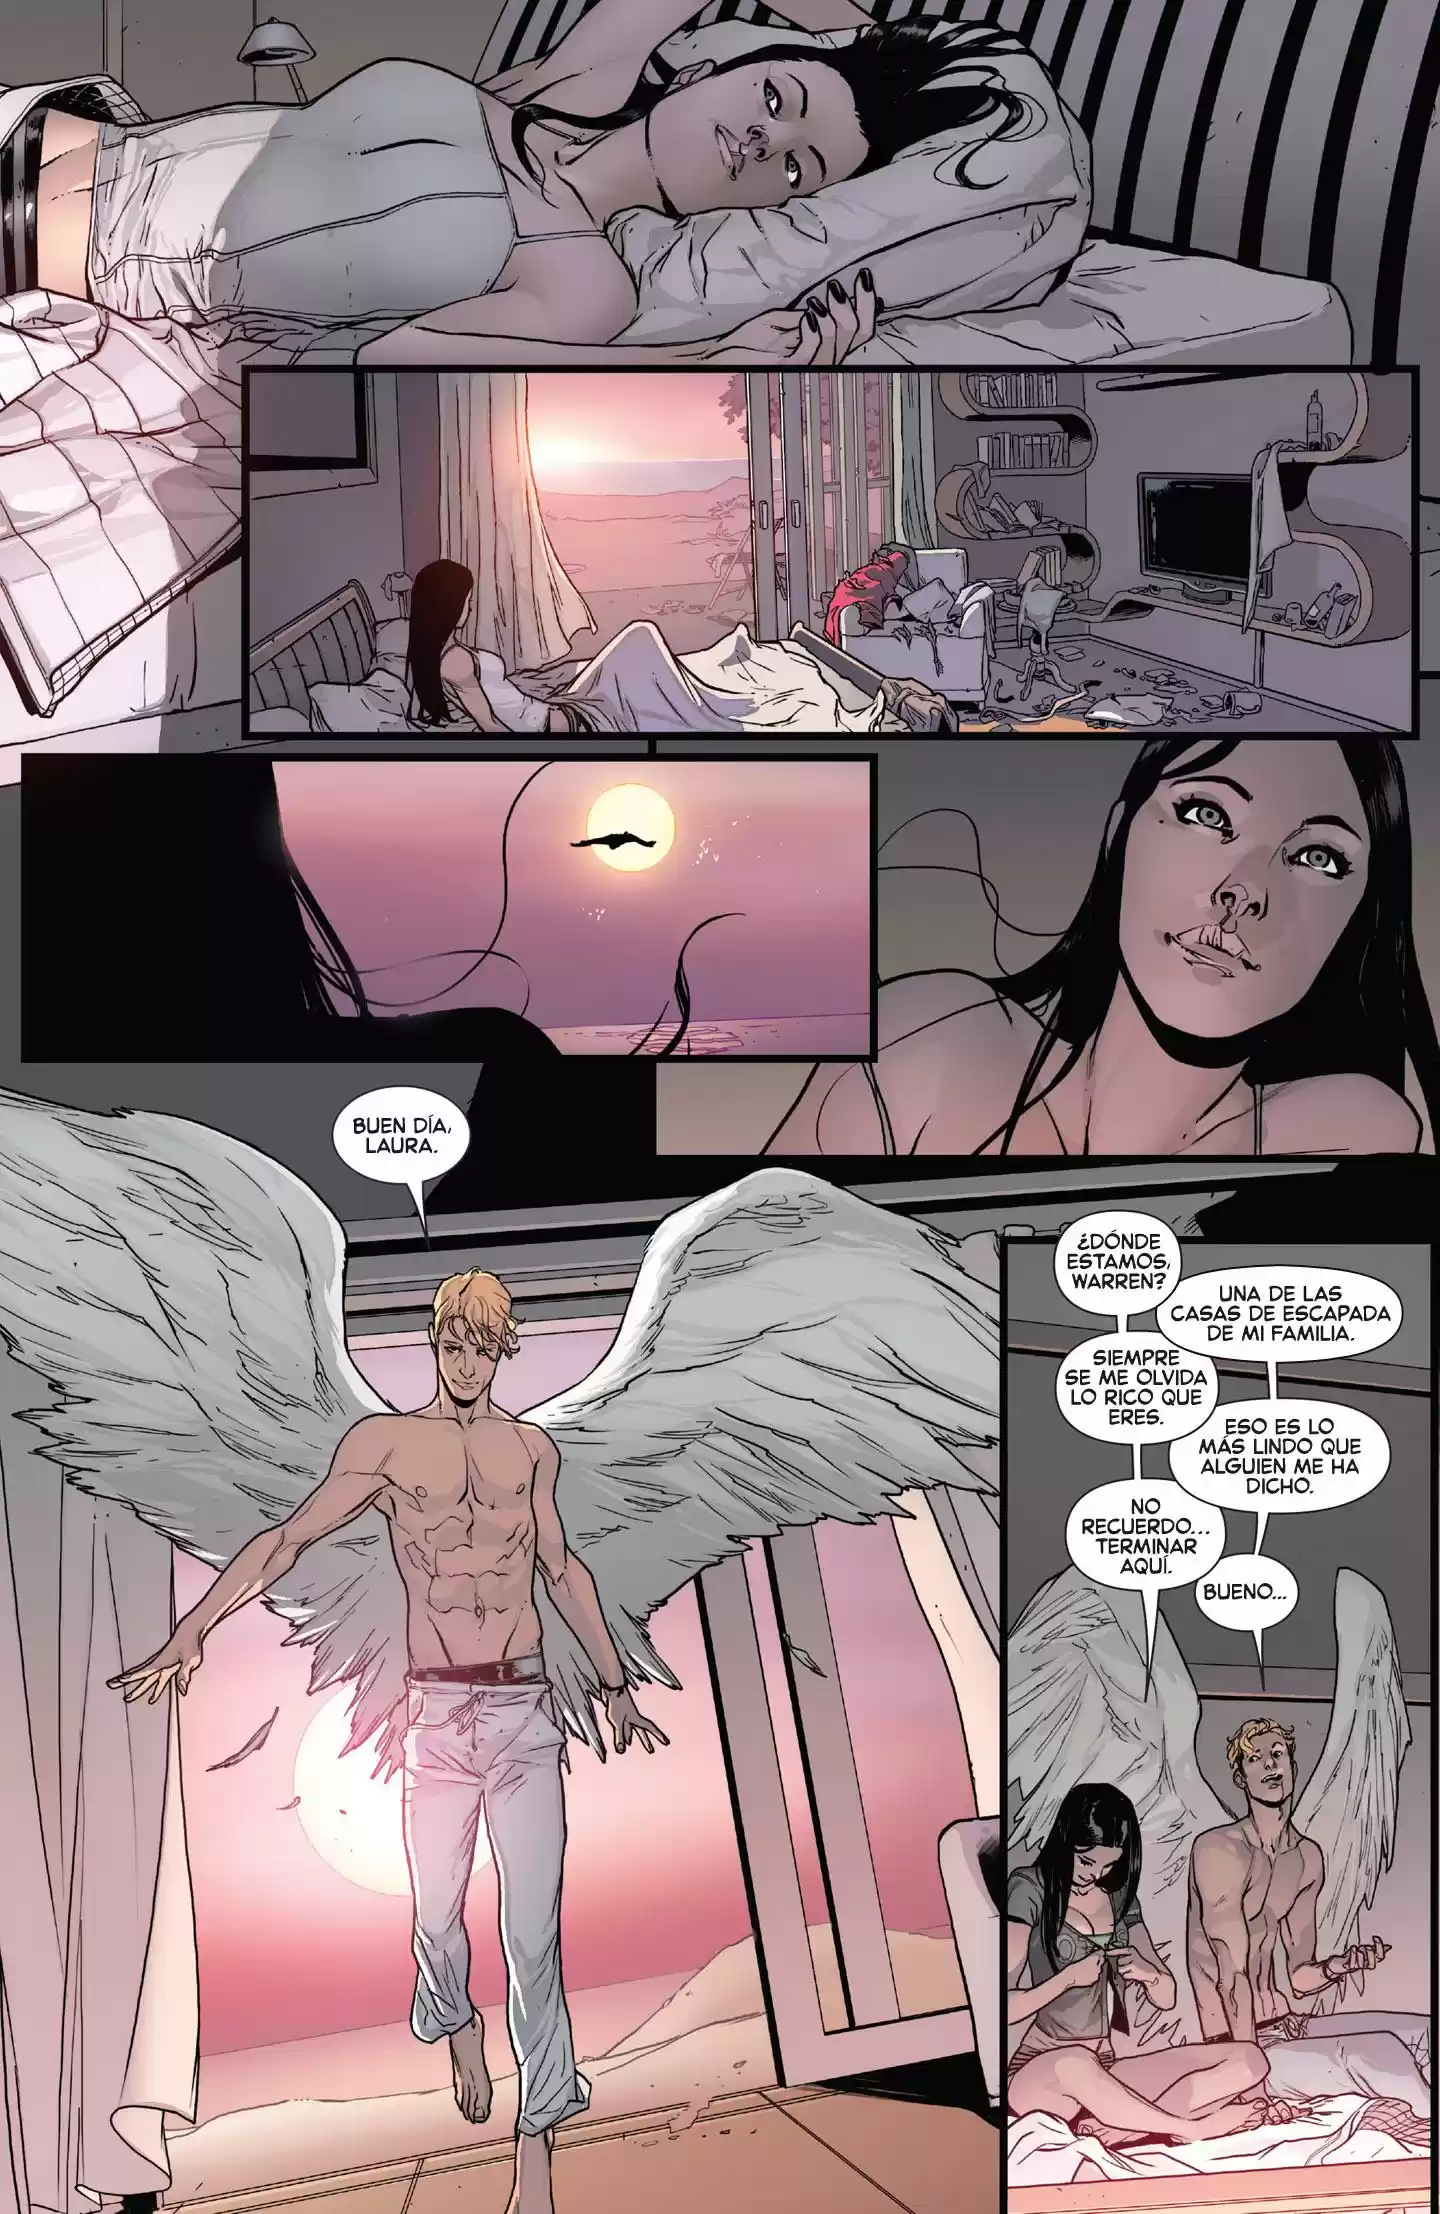 BUEN DÍA,
LAURA.
¿DÓNDE
ESTAMOS,
WARREN?
UNA DE LAS
CASAS DE ESCAPADA
DE MI FAMILIA.
SIEMPRE
SE ME OLVIDA
LO RICO QUE
ERES.
ESO ES LO
MÁS LINDO QUE
ALGUIEN ME HA
DICHO.
NO
RECUERDO...
TERMINAR
AQUÍ.
BUENO...